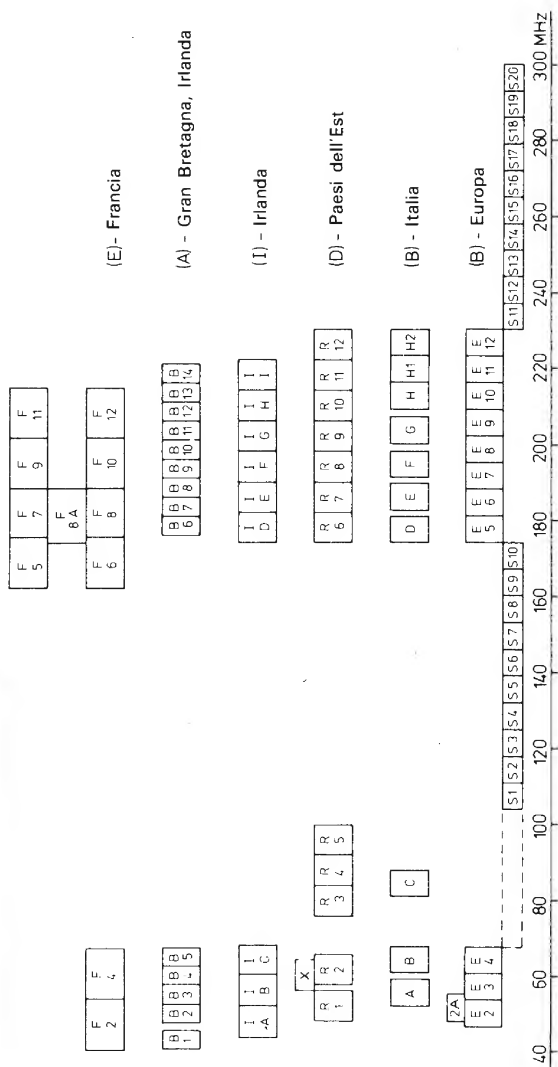 F F F F
5 7 9 11
F
8A
F F F F F F
2 4 6 8 10 12
(E)- Francia
B B B B B B B B B B B B B B
1 2 3 4 5 6 7 8 9 10 11 12 13 14
(A) - Gran Bretagna, Irlanda
I I I I I I I I I
A B C D E F G H I
(I) - Irlanda
X
R R R R R R R R R R R R
1 2 3 4 5 6 7 8 9 10 11 12
(D) - Paesi dell'Est
A B C D E F G H H1 H2
(B) - Italia
2A
E E E E E E E E E E E
2 3 4 5 6 7 8 9 10 11 12
(B) - Europa
S1 S2 S3 S4 S5 S6 S7 S8 S9 S10 S11 S12 S13 S14 S15 S16 S17 S18 S19 S20
40 60 80 100 120 140 160 180 200 220 240 260 280 300 MHz